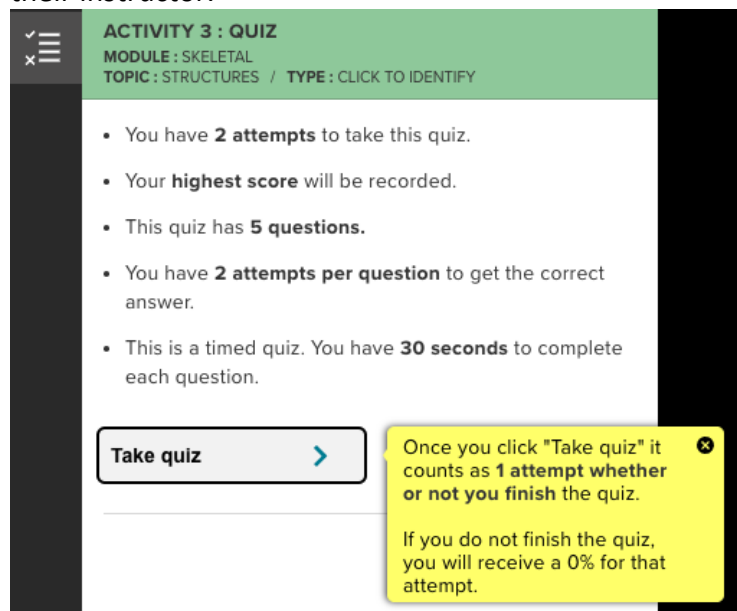 their instructor.
ACTIVITY 3 : QUIZ
MODULE : SKELETAL
TOPIC : STRUCTURES / TYPE : CLICK TO IDENTIFY
• You have 2 attempts to take this quiz.
• Your highest score will be recorded.
• This quiz has 5 questions.
• You have 2 attempts per question to get the correct
answer.
• This is a timed quiz. You have 30 seconds to complete
each question.
Take quiz
Once you click "Take quiz" it
counts as 1 attempt whether
or not you finish the quiz.
If you do not finish the quiz,
you will receive a 0% for that
attempt.